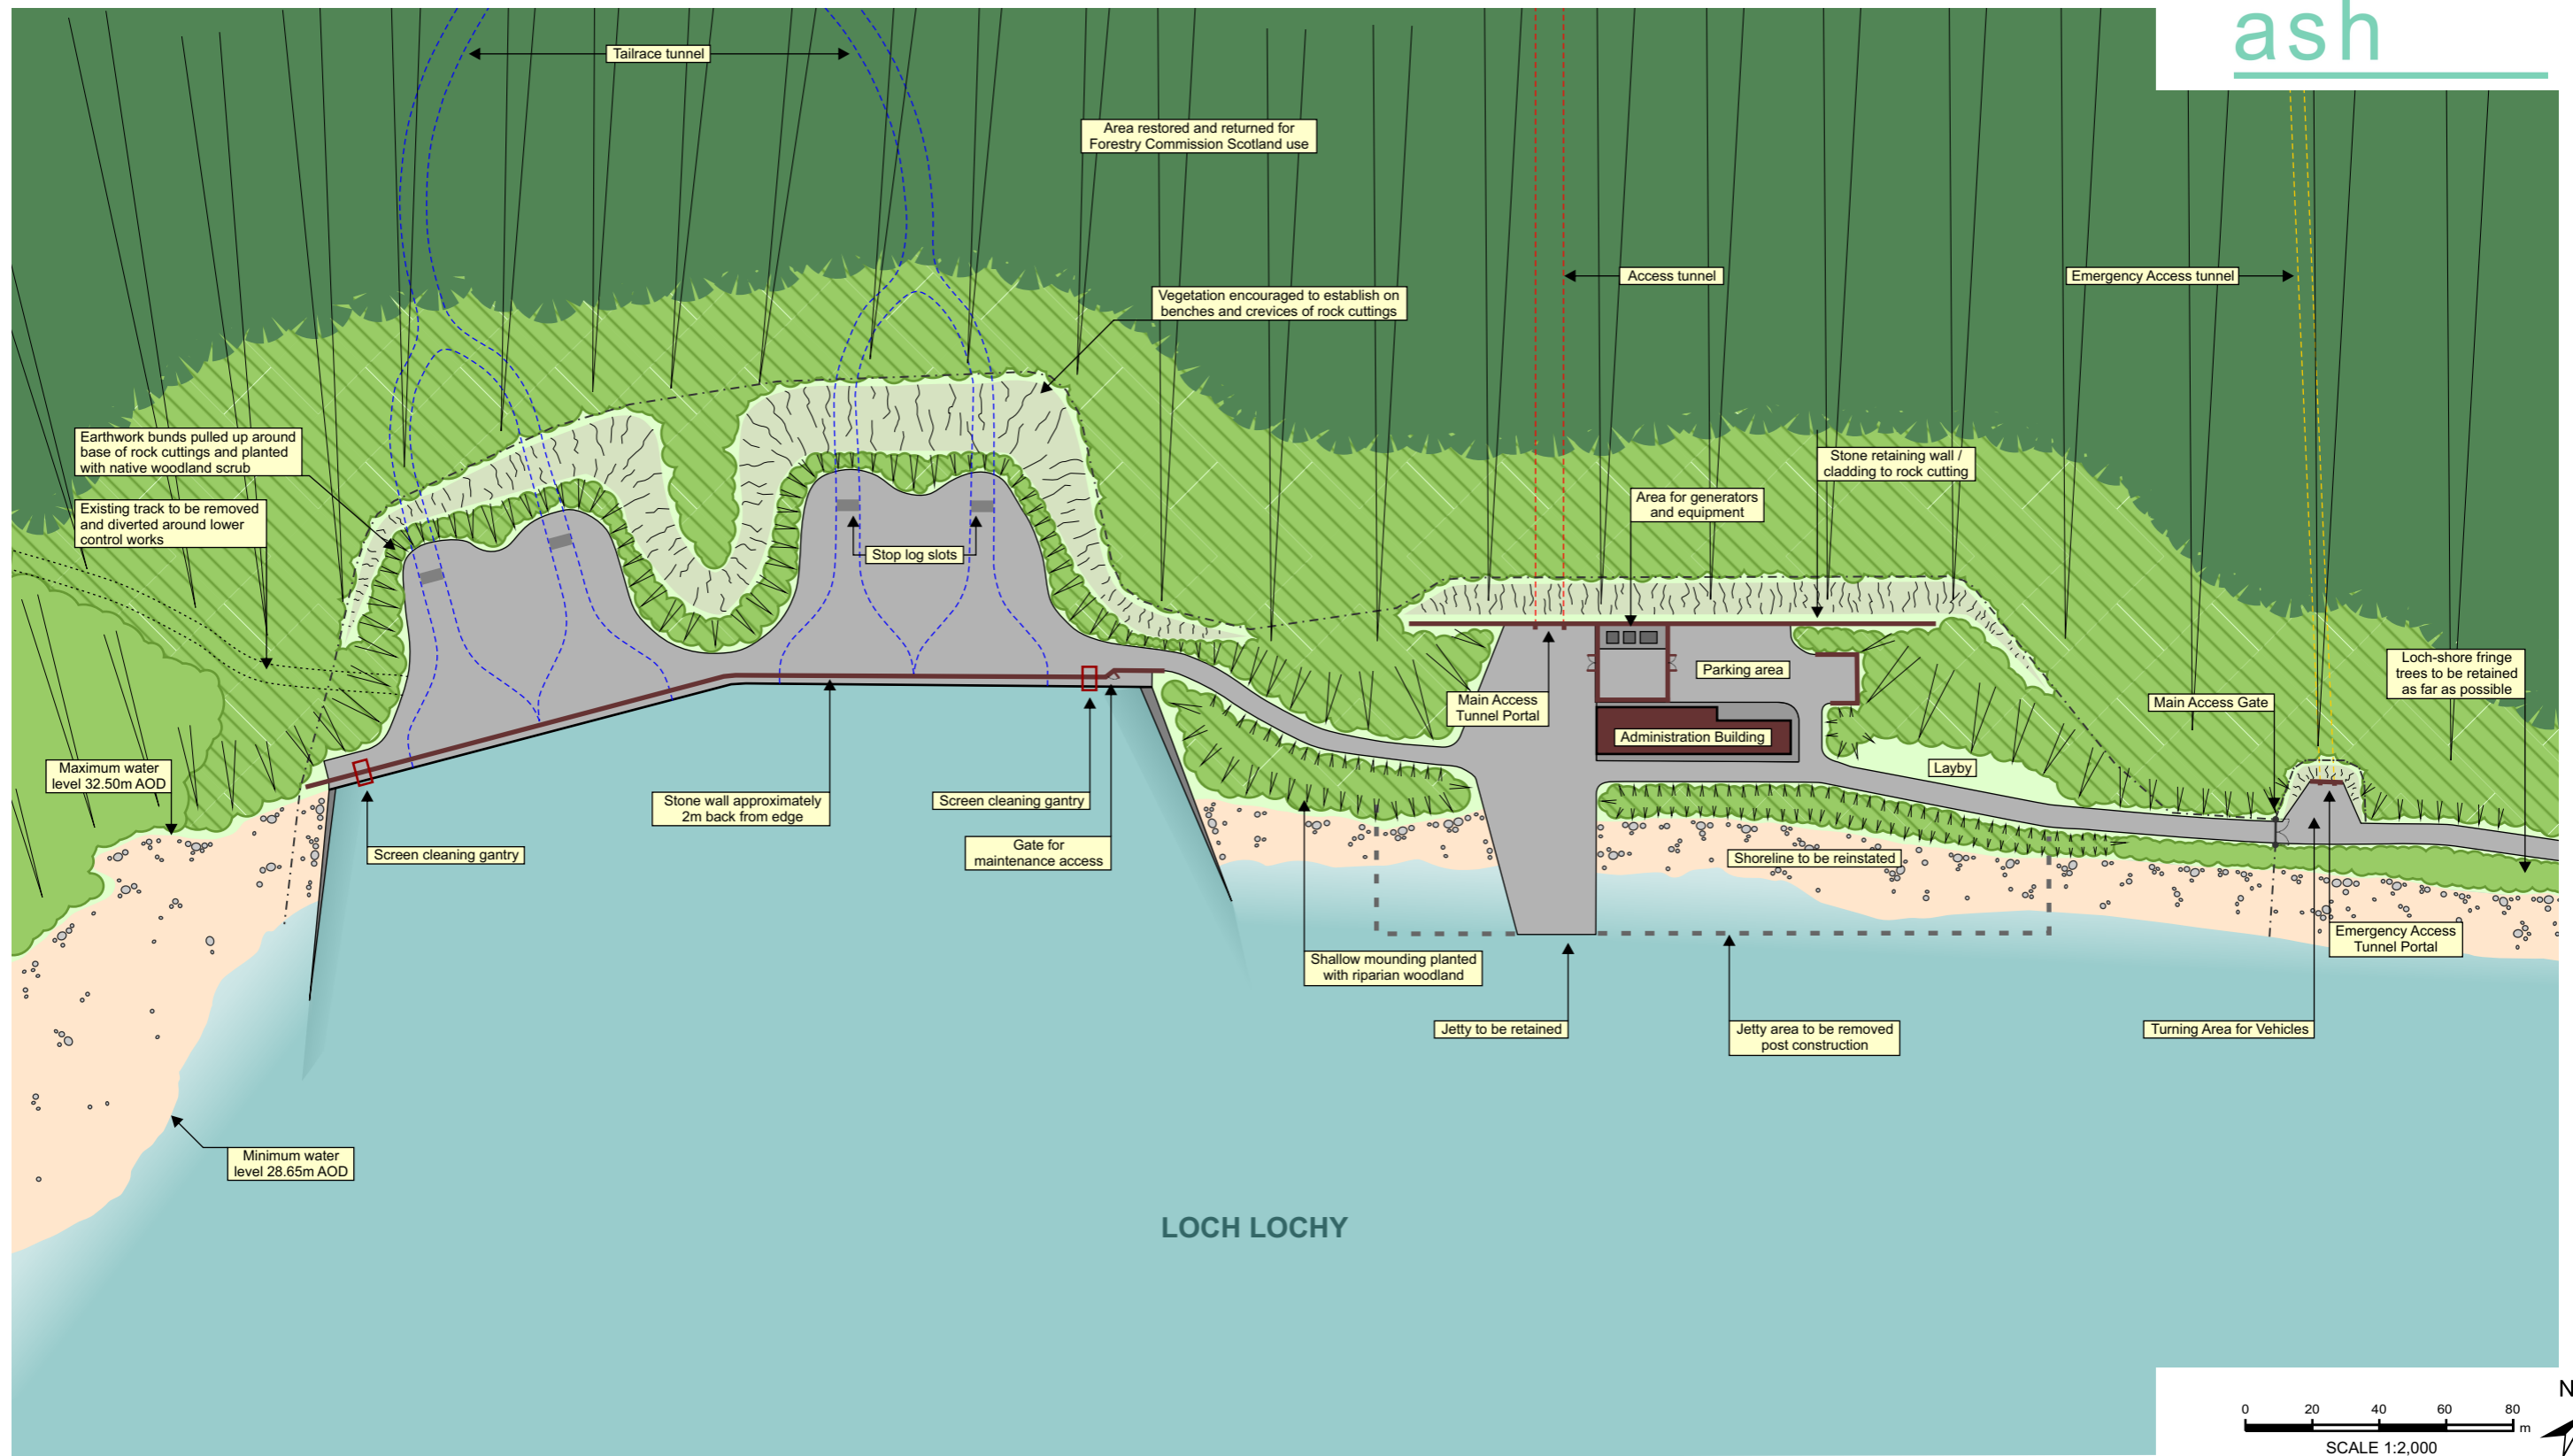 ash
Tailrace tunnel
Area restored and returned for
Forestry Commission Scotland use
Access tunnel
Emergency Access tunnel
Vegetation encouraged to establish on
benches and crevices of rock cuttings
Earthwork bunds pulled up around
base of rock cuttings and planted
with native woodland scrub
Stone retaining wall /
cladding to rock cutting
Existing track to be removed
and diverted around lower
control works
Area for generators
and equipment
Stop log slots
Parking area
Loch-shore fringe
trees to be retained
as far as possible
Main Access
Tunnel Portal
Main Access Gate
Administration Building
Maximum water
level 32.50m AOD
Layby
Stone wall approximately
2m back from edge
Screen cleaning gantry
Gate for
maintenance access
Screen cleaning gantry
Shoreline to be reinstated
Emergency Access
Tunnel Portal
Shallow mounding planted
with riparian woodland
Jetty to be retained
Jetty area to be removed
post construction
Turning Area for Vehicles
Minimum water
level 28.65m AOD
LOCH LOCHY
N
0 20 40 60 80
m
SCALE 1:2,000